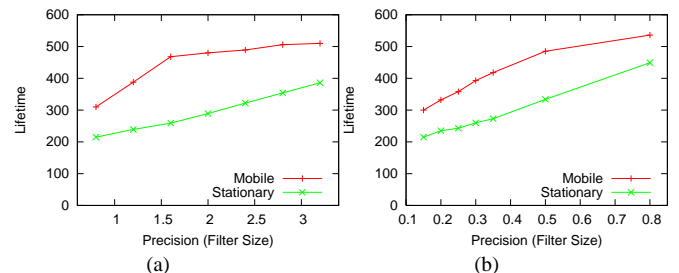 600
500
400
300
200
100
0
Lifetime
Mobile
Stationary
1 1.5 2 2.5 3
Precision (Filter Size)
(a)
600
500
400
300
200
100
0
Lifetime
Mobile
Stationary
0.1 0.2 0.3 0.4 0.5 0.6 0.7 0.8
Precision (Filter Size)
(b)